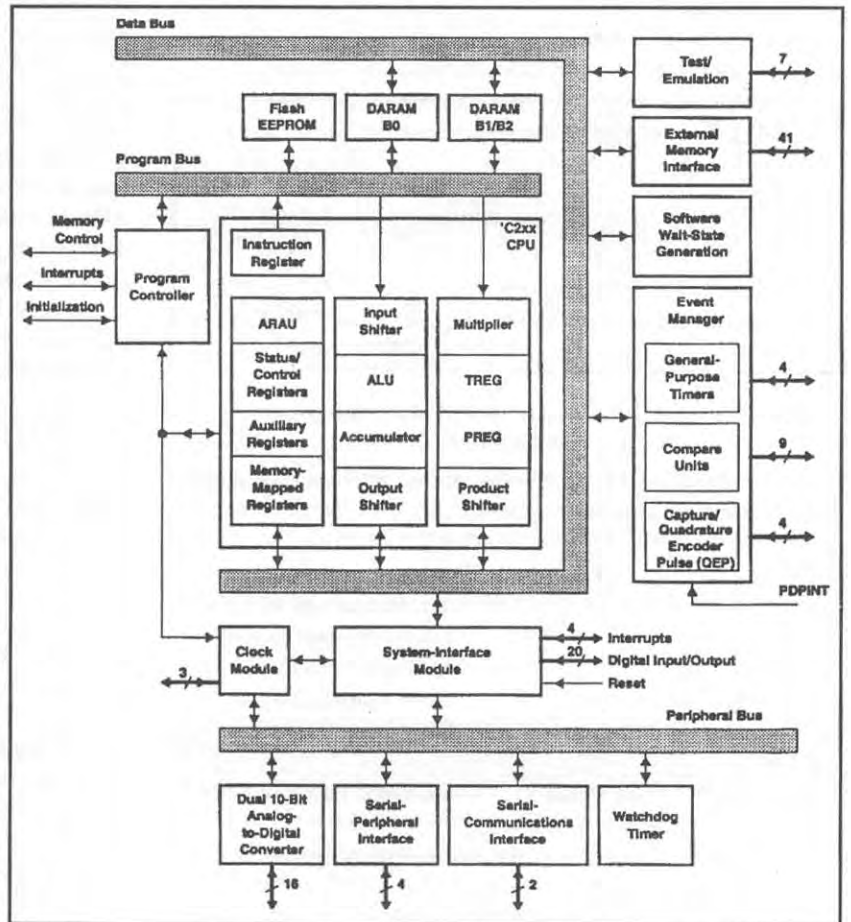 Data Bus
Flash
EEPROM
DARAM
B0
DARAM
B1/B2
Test/
Emulation
7
External
Memory
Interface
41
Software
Wait-State
Generation
Program Bus
Memory
Control
Interrupts
Initialization
Program
Controller
'C2xx
CPU
Instruction
Register
ARAU
Status/
Control
Registers
Auxiliary
Registers
Memory-
Mapped
Registers
Input
Shifter
ALU
Accumulator
Output
Shifter
Multiplier
TREG
PREG
Product
Shifter
Event
Manager
General-
Purpose
Timers
4
Compare
Units
9
Capture/
Quadrature
Encoder
Pulse (QEP)
4
PDPINT
Clock
Module
3
System-Interface
Module
4
Interrupts
20
Digital Input/Output
Reset
Peripheral Bus
Dual 10-Bit
Analog-
to-Digital
Converter
16
Serial-
Peripheral
Interface
4
Serial-
Communications
Interface
2
Watchdog
Timer